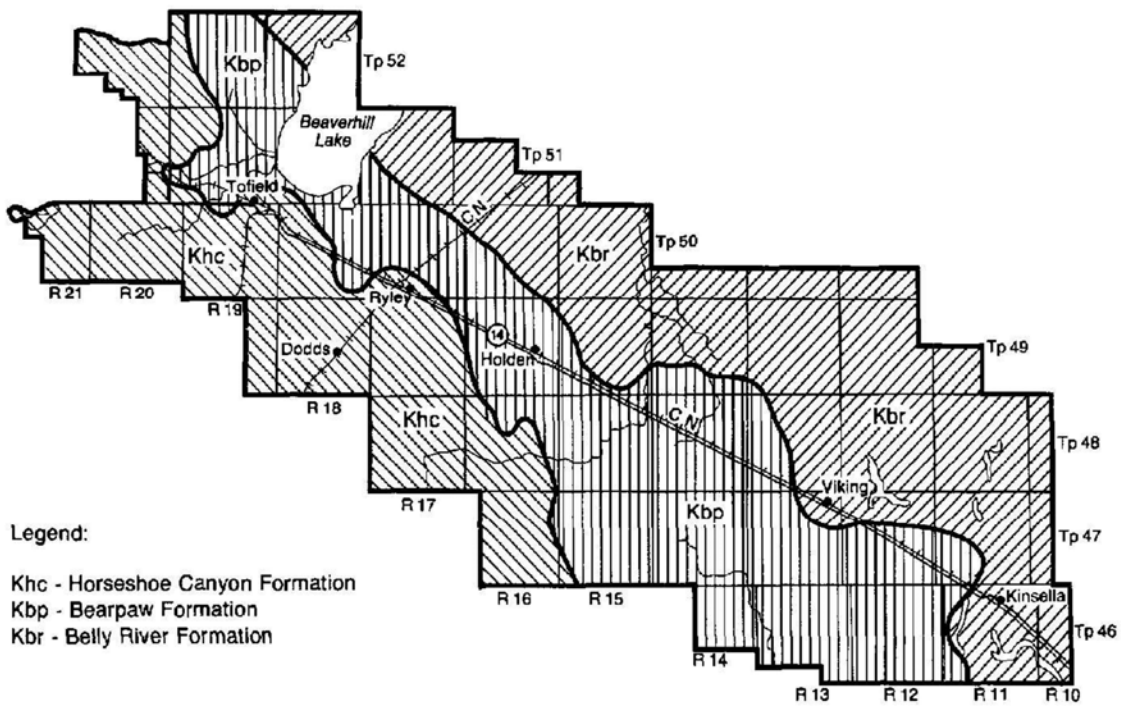 Kbp
Tp 52
Beaverhill
Lake
Tp 51
Tofield
C.N
Khc
Kbr
Tp 50
R 21
R 20
R 19
Ryley
14
Dodds
Holden
Tp 49
R 18
Khc
C.N
Kbr
Tp 48
R 17
Viking
Kbp
Tp 47
Legend:
Khc - Horseshoe Canyon Formation
Kbp - Bearpaw Formation
Kbr - Belly River Formation
R 16
R 15
Kinsella
Tp 46
R 14
R 13
R 12
R 11
R 10